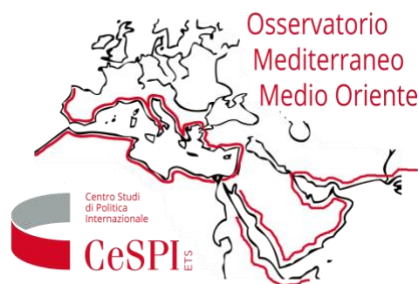 Osservatorio
Mediterraneo
Medio Oriente
Centro Studi
di Politica
Internazionale
CeSPI ETS